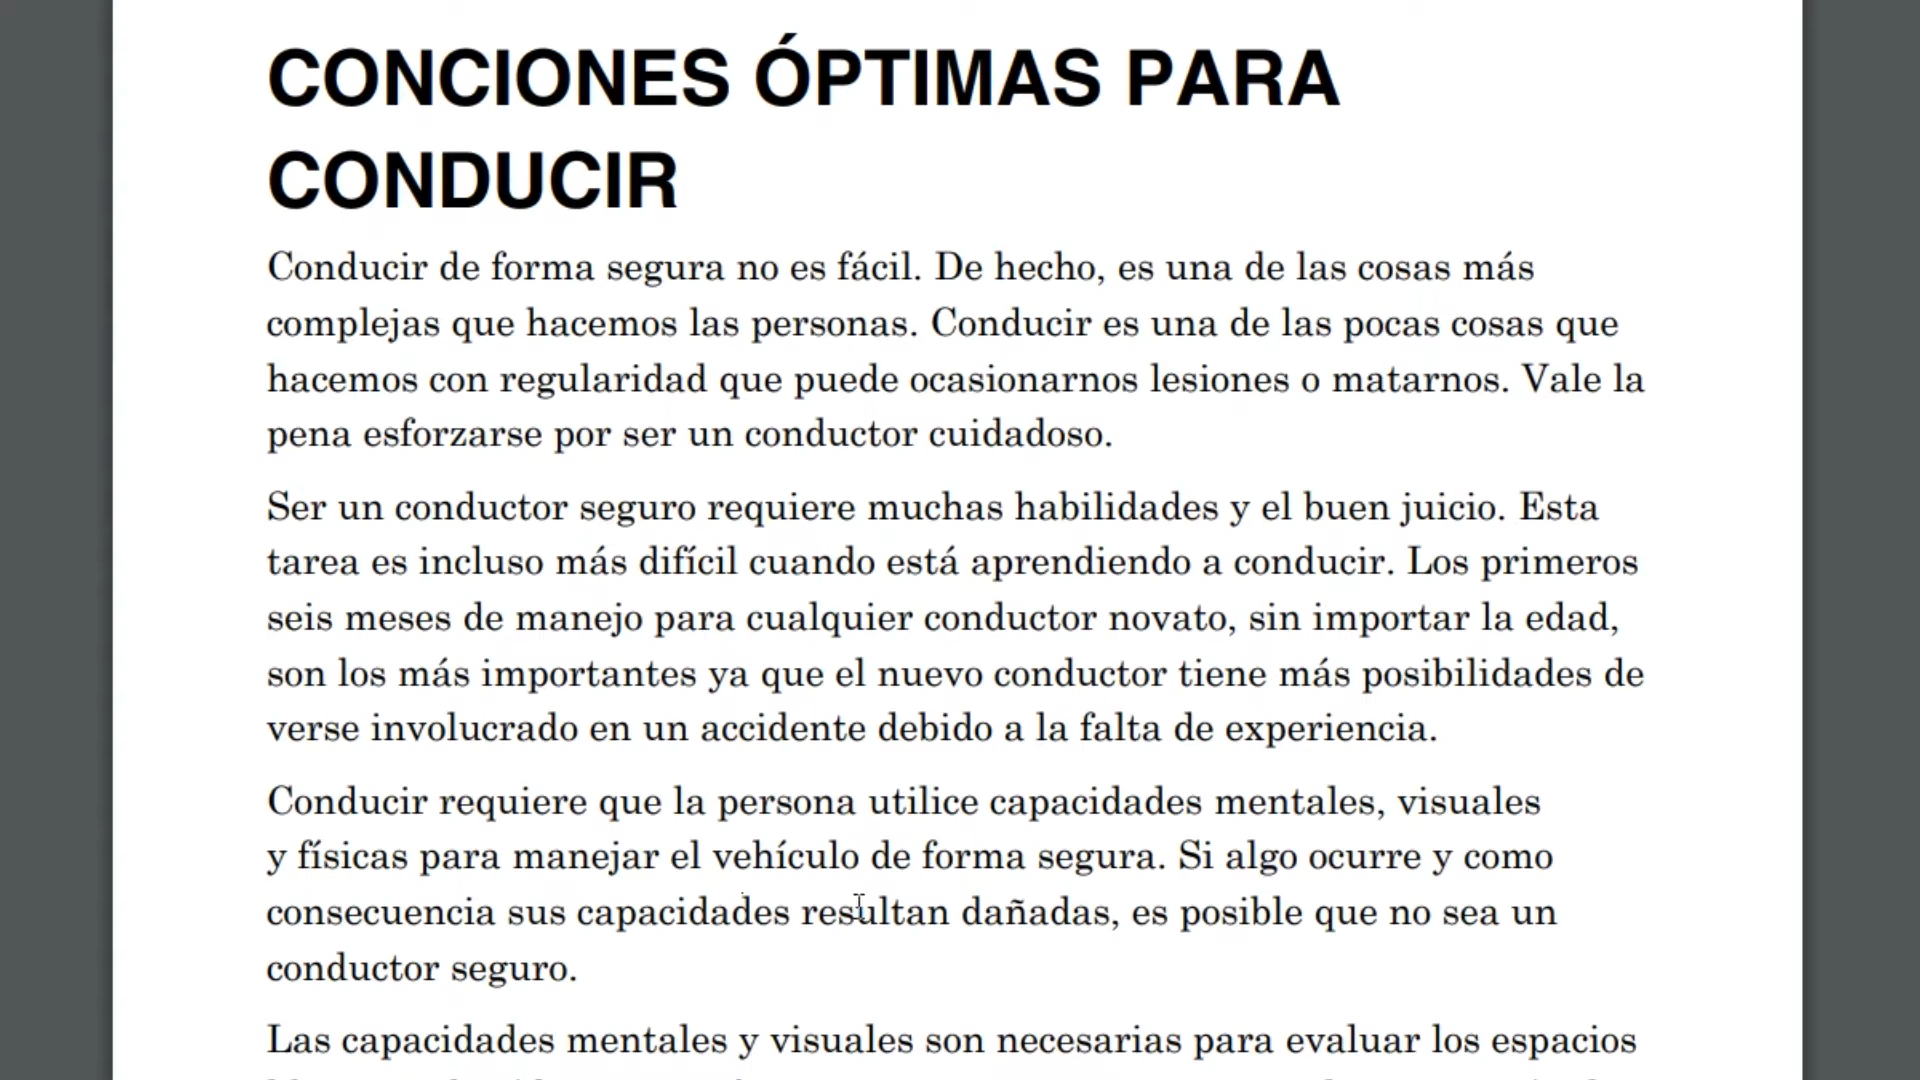 CONCIONES ÓPTIMAS PARA
CONDUCIR
Conducir de forma segura no es fácil. De hecho, es una de las cosas más
complejas que hacemos las personas. Conducir es una de las pocas cosas que
hacemos con regularidad que puede ocasionarnos lesiones o matarnos. Vale la
pena esforzarse por ser un conductor cuidadoso.
Ser un conductor seguro requiere muchas habilidades y el buen juicio. Esta
tarea es incluso más difícil cuando está aprendiendo a conducir. Los primeros
seis meses de manejo para cualquier conductor novato, sin importar la edad,
son los más importantes ya que el nuevo conductor tiene más posibilidades de
verse involucrado en un accidente debido a la falta de experiencia.
Conducir requiere que la persona utilice capacidades mentales, visuales
y físicas para manejar el vehículo de forma segura. Si algo ocurre y como
consecuencia sus capacidades resultan dañadas, es posible que no sea un
conductor seguro.
Las capacidades mentales y visuales son necesarias para evaluar los espacios